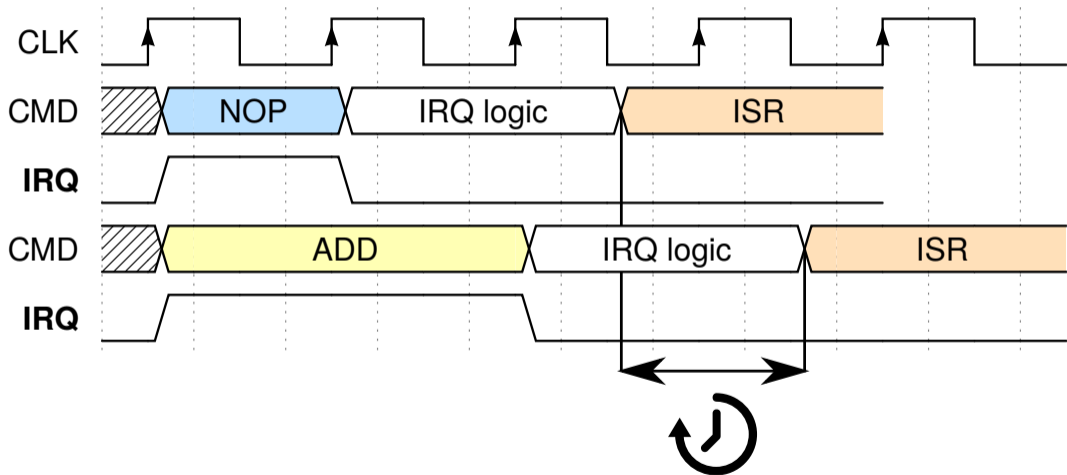 CLK
CMD NOP IRQ logic ISR
IRQ
CMD ADD IRQ logic ISR
IRQ